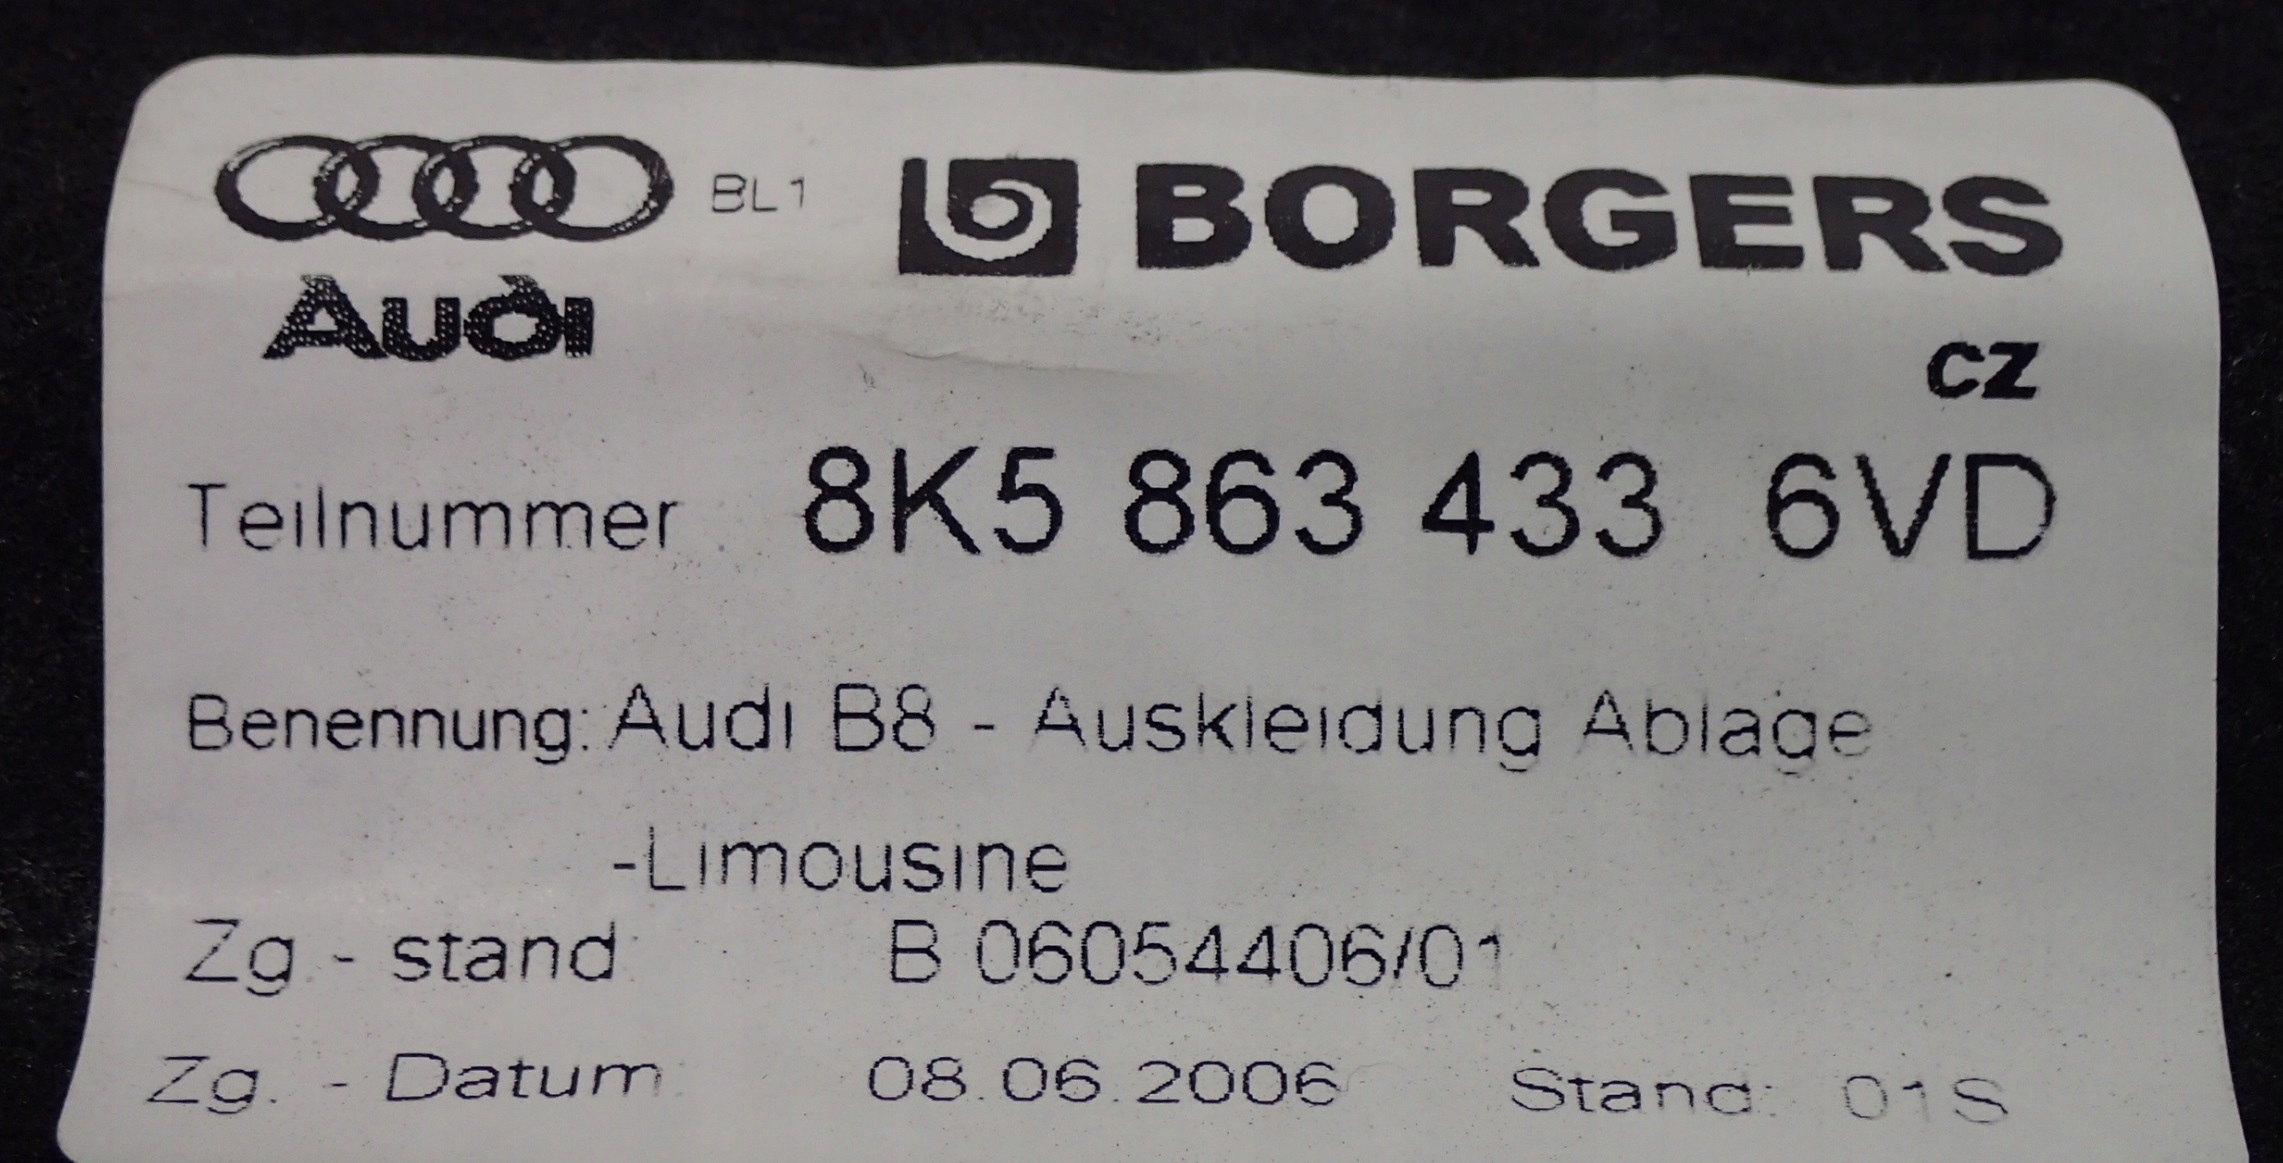 BL1 BORGERS
Audi
CZ
Teilnummer 8K5 863 433 6VD
Benennung: Audi B8 - Auskleidung Ablage
-Limousine
Zg - stand B 06054406/01
Zg. - Datum 08.06.2006 Stand: 01S